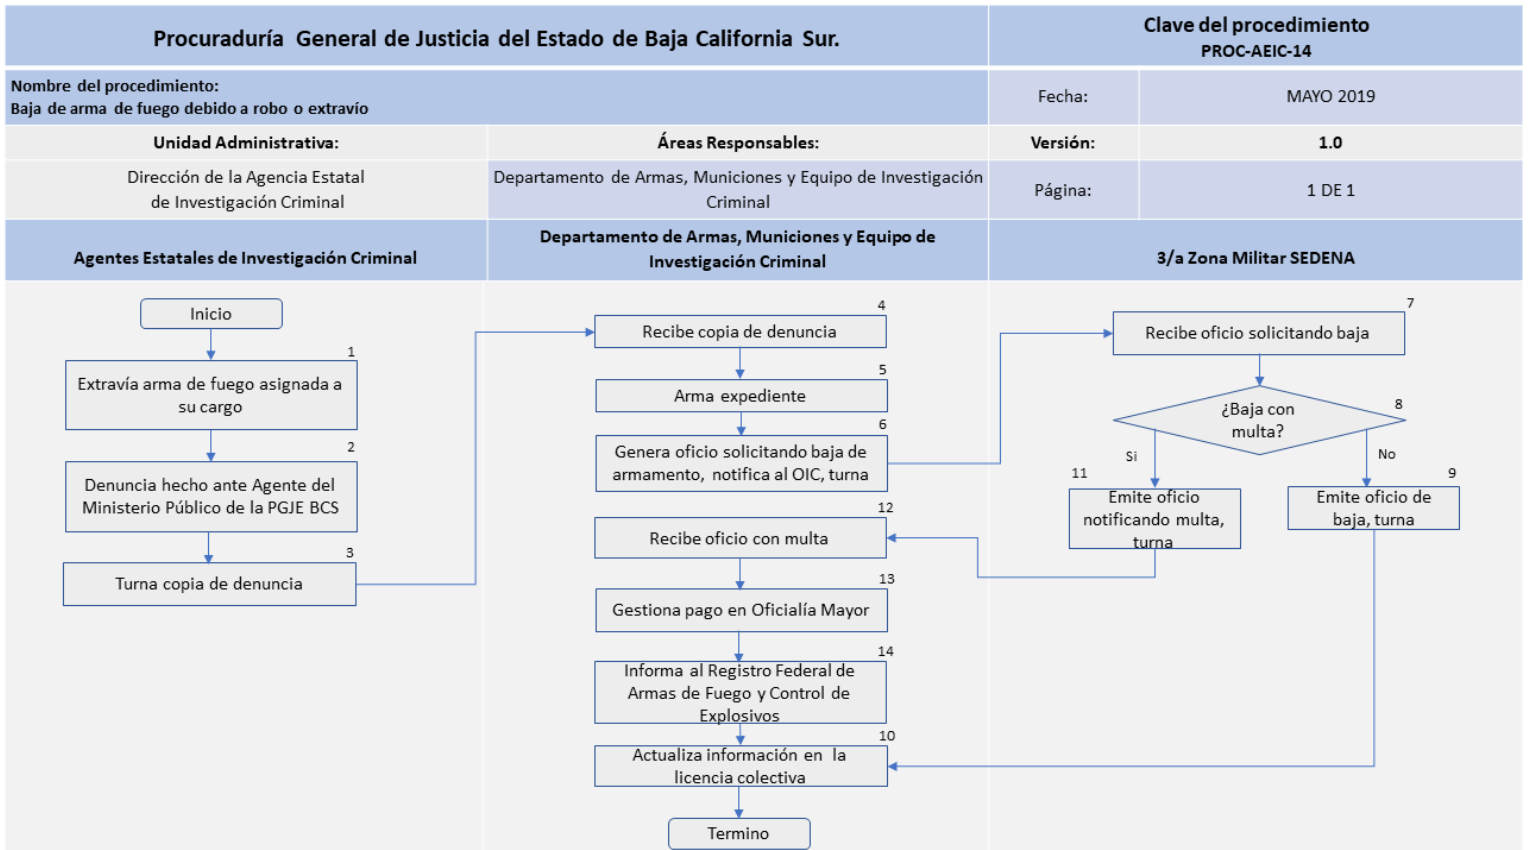 Procuraduría General de Justicia del Estado de Baja California Sur.
Clave del procedimiento
PROC-AEIC-14
Nombre del procedimiento:
Baja de arma de fuego debido a robo o extravío
Fecha:
MAYO 2019
Unidad Administrativa:
Áreas Responsables:
Versión:
1.0
Dirección de la Agencia Estatal
de Investigación Criminal
Departamento de Armas, Municiones y Equipo de Investigación
Criminal
Página:
1 DE 1
Agentes Estatales de Investigación Criminal
Departamento de Armas, Municiones y Equipo de
Investigación Criminal
3/a Zona Militar SEDENA
Inicio
1
Extravía arma de fuego asignada a
su cargo
2
Denuncia hecho ante Agente del
Ministerio Público de la PGJE BCS
3
Turna copia de denuncia
4
Recibe copia de denuncia
5
Arma expediente
6
Genera oficio solicitando baja de
armamento, notifica al OIC, turna
7
Recibe oficio solicitando baja
8
¿Baja con
multa?
Si
No
11
Emite oficio
notificando multa,
turna
9
Emite oficio de
baja, turna
12
Recibe oficio con multa
13
Gestiona pago en Oficialía Mayor
14
Informa al Registro Federal de
Armas de Fuego y Control de
Explosivos
10
Actualiza información en la
licencia colectiva
Termino